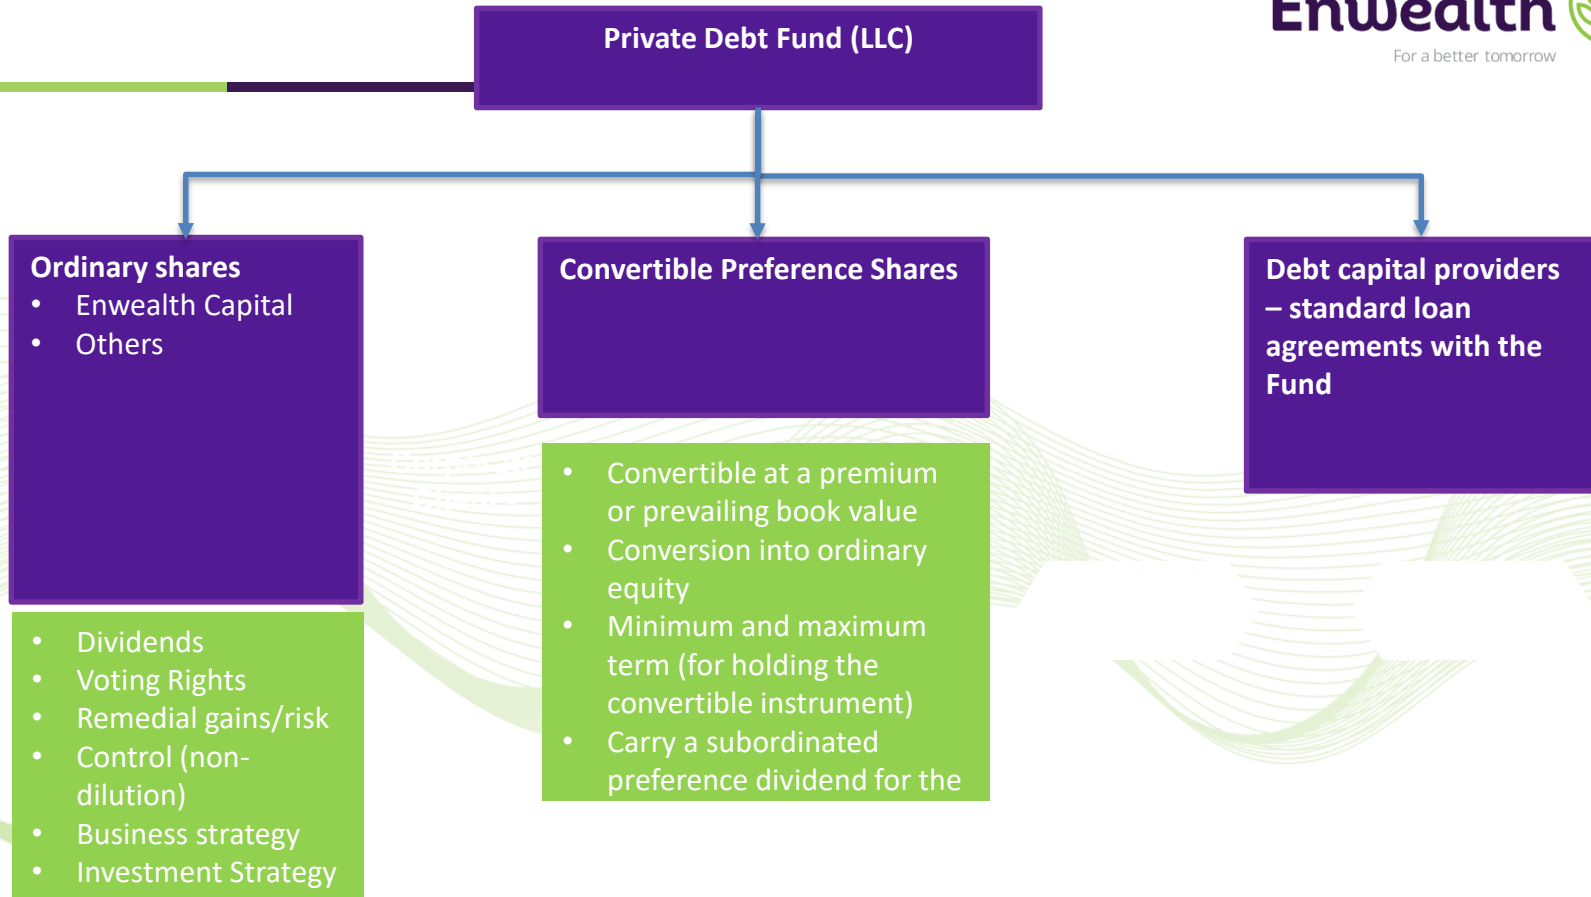 Private Debt Fund (LLC)
Enwealth
For a better tomorrow
Ordinary shares
• Enwealth Capital
• Others
• Dividends
• Voting Rights
• Remedial gains/risk
• Control (non-
dilution)
• Business strategy
• Investment Strategy
Convertible Preference Shares
• Convertible at a premium
or prevailing book value
• Conversion into ordinary
equity
• Minimum and maximum
term (for holding the
convertible instrument)
• Carry a subordinated
preference dividend for the
Debt capital providers
– standard loan
agreements with the
Fund